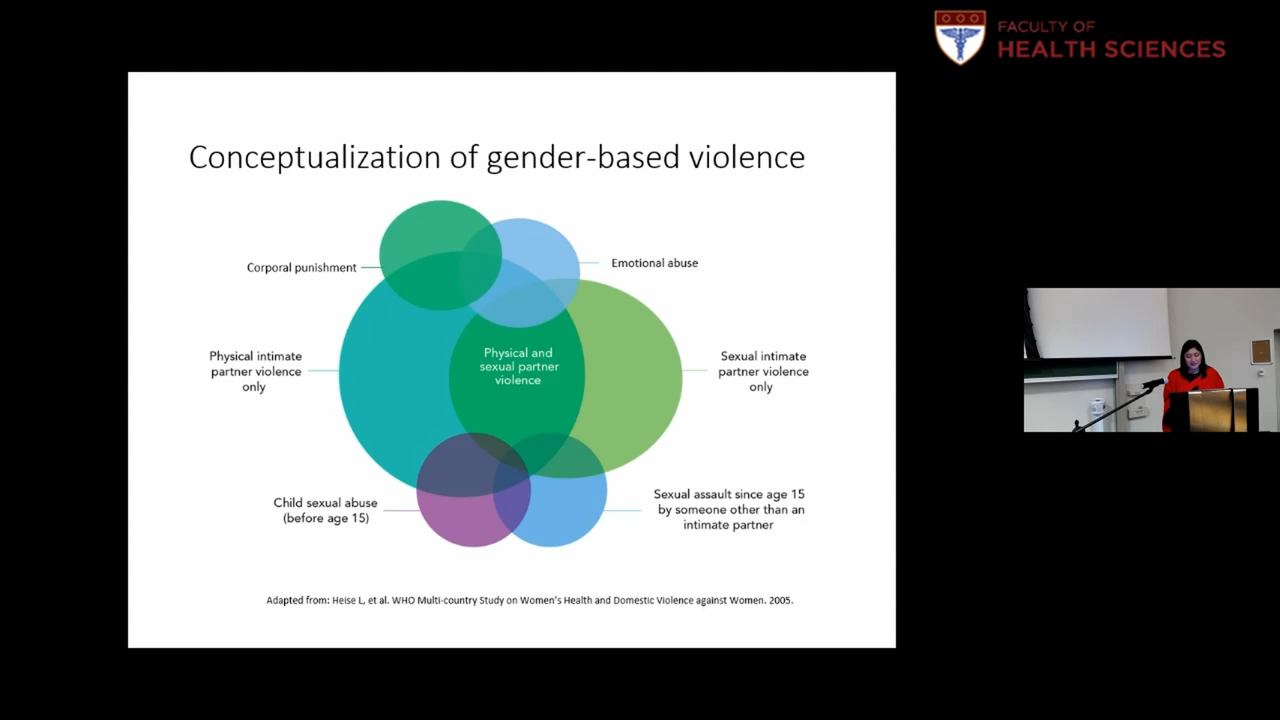 FACULTY OF
HEALTH SCIENCES
Conceptualization of gender-based violence
Corporal punishment
Emotional abuse
Physical intimate
partner violence
only
Physical and
sexual partner
violence
Sexual intimate
partner violence
only
Child sexual abuse
(before age 15)
Sexual assault since age 15
by someone other than an
intimate partner
Adapted from: Heise L, et al. WHO Multi-country Study on Women's Health and Domestic Violence against Women. 2005.